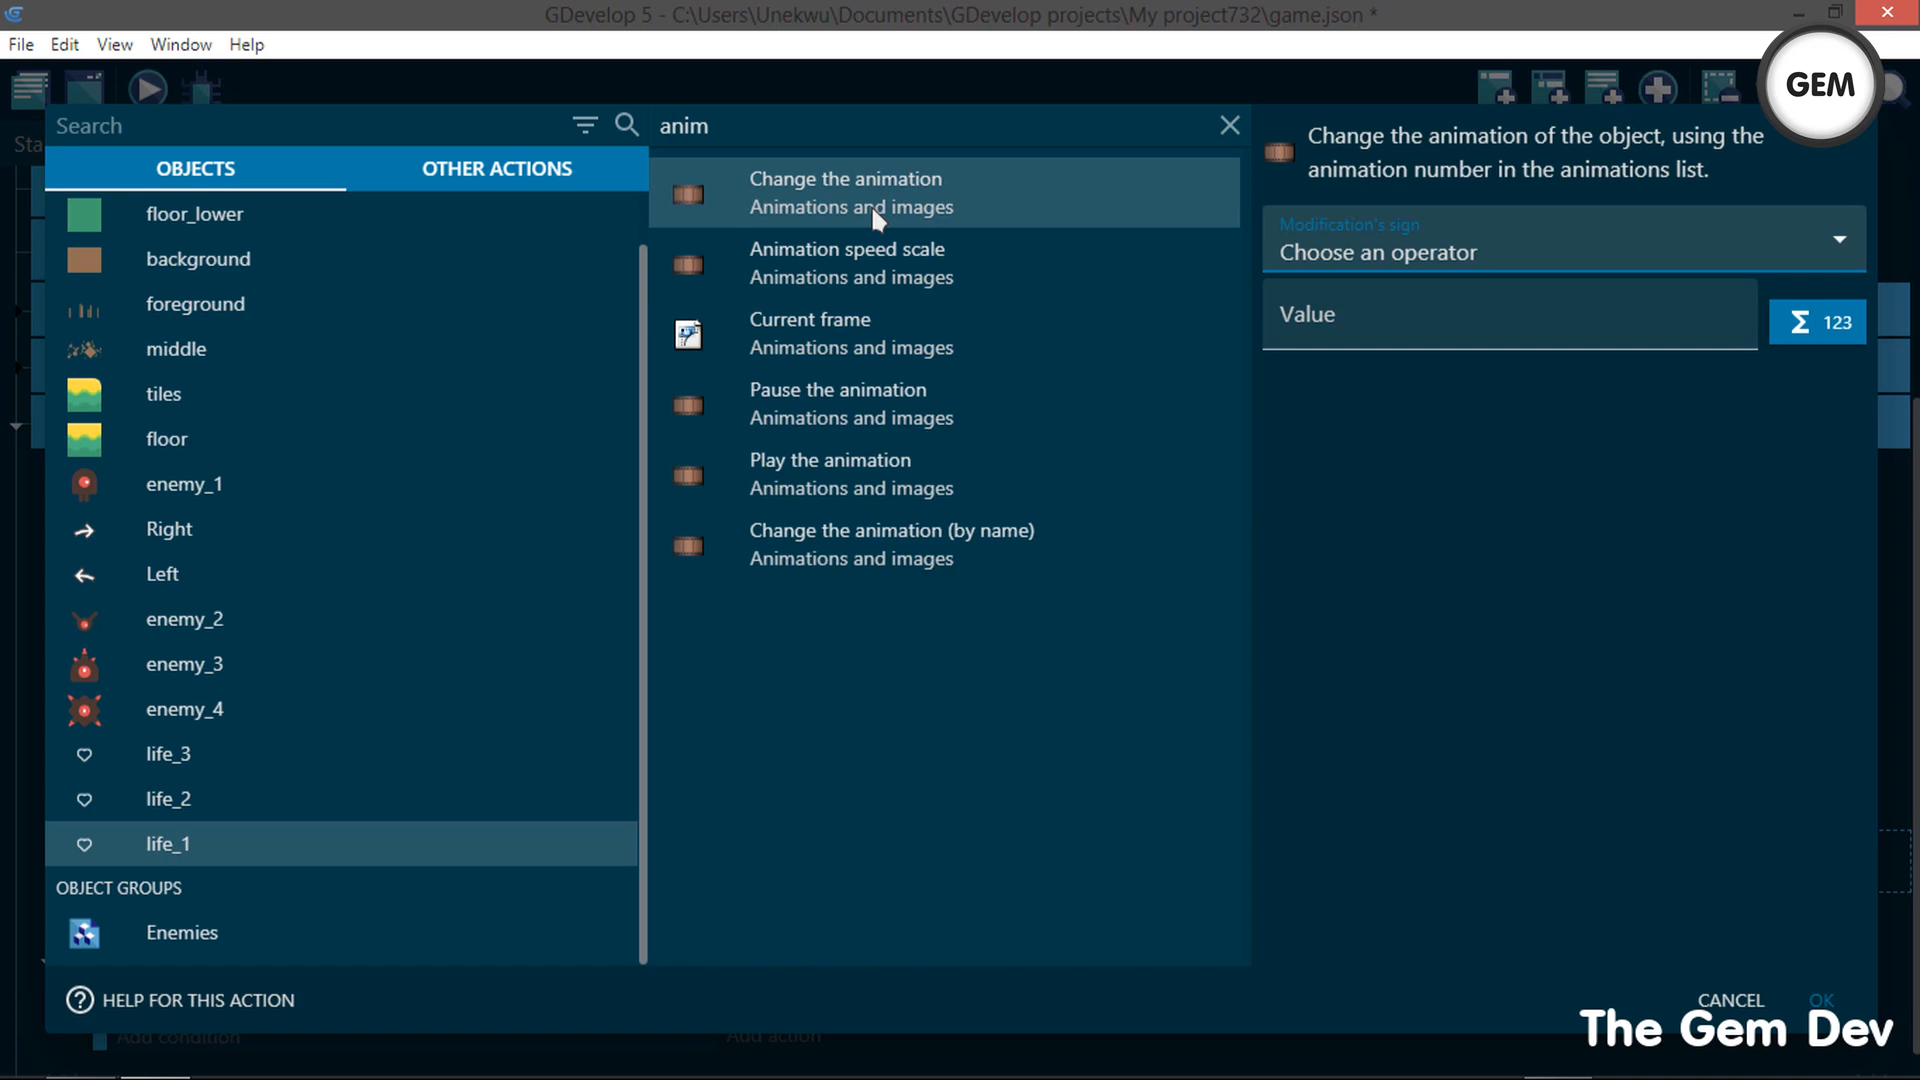 GDevelop 5 - C:\Users\Unekwu\Documents\GDevelop projects\My project732\game.json *
File Edit View Window Help
GEM
Sta
Search
anim
OBJECTS
OTHER ACTIONS
floor_lower
background
foreground
middle
tiles
floor
enemy_1
Right
Left
enemy_2
enemy_3
enemy_4
life_3
life_2
life_1
OBJECT GROUPS
Enemies
Change the animation
Animations and images
Animation speed scale
Animations and images
Current frame
Animations and images
Pause the animation
Animations and images
Play the animation
Animations and images
Change the animation (by name)
Animations and images
Change the animation of the object, using the
animation number in the animations list.
Modification's sign
Choose an operator
Value
Σ 123
HELP FOR THIS ACTION
CANCEL
OK
The Gem Dev
Add condition
Add action